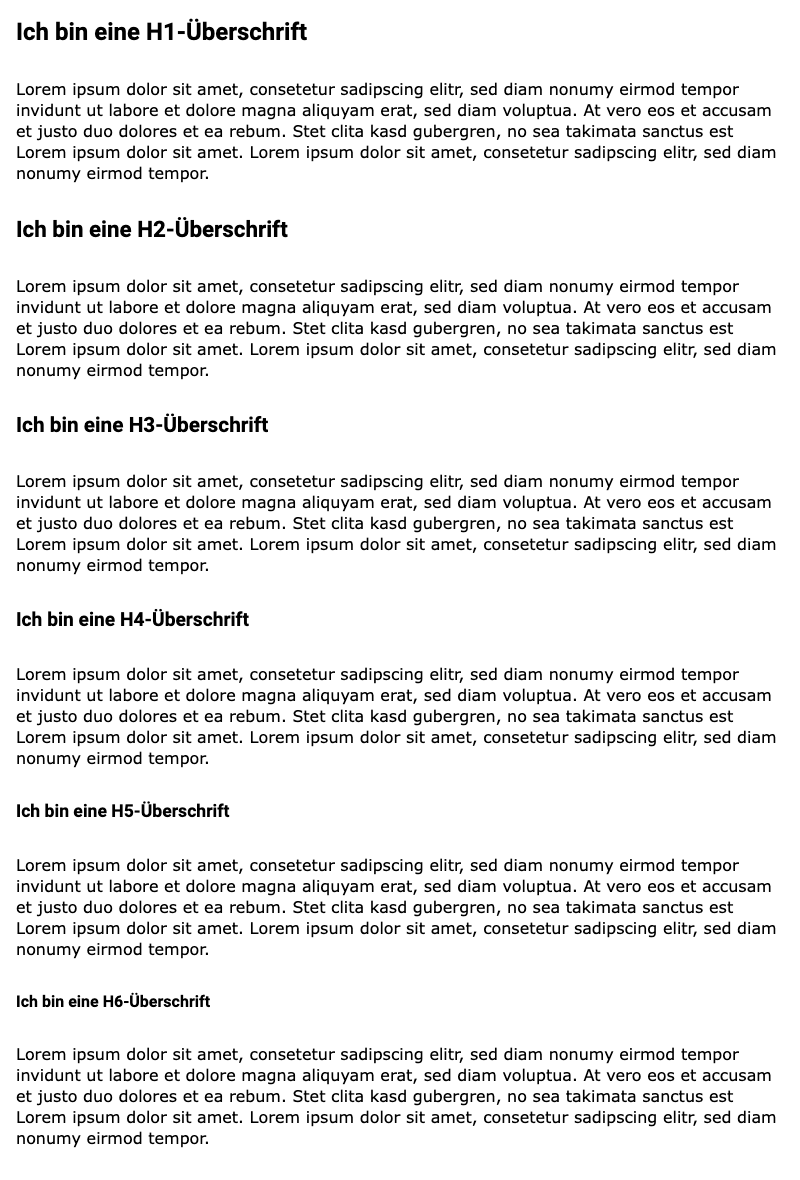 Ich bin eine H1-Überschrift
Lorem ipsum dolor sit amet, consetetur sadipscing elitr, sed diam nonumy eirmod tempor
invidunt ut labore et dolore magna aliquyam erat, sed diam voluptua. At vero eos et accusam
et justo duo dolores et ea rebum. Stet clita kasd gubergren, no sea takimata sanctus est
Lorem ipsum dolor sit amet. Lorem ipsum dolor sit amet, consetetur sadipscing elitr, sed diam
nonumy eirmod tempor.
Ich bin eine H2-Überschrift
Lorem ipsum dolor sit amet, consetetur sadipscing elitr, sed diam nonumy eirmod tempor
invidunt ut labore et dolore magna aliquyam erat, sed diam voluptua. At vero eos et accusam
et justo duo dolores et ea rebum. Stet clita kasd gubergren, no sea takimata sanctus est
Lorem ipsum dolor sit amet. Lorem ipsum dolor sit amet, consetetur sadipscing elitr, sed diam
nonumy eirmod tempor.
Ich bin eine H3-Überschrift
Lorem ipsum dolor sit amet, consetetur sadipscing elitr, sed diam nonumy eirmod tempor
invidunt ut labore et dolore magna aliquyam erat, sed diam voluptua. At vero eos et accusam
et justo duo dolores et ea rebum. Stet clita kasd gubergren, no sea takimata sanctus est
Lorem ipsum dolor sit amet. Lorem ipsum dolor sit amet, consetetur sadipscing elitr, sed diam
nonumy eirmod tempor.
Ich bin eine H4-Überschrift
Lorem ipsum dolor sit amet, consetetur sadipscing elitr, sed diam nonumy eirmod tempor
invidunt ut labore et dolore magna aliquyam erat, sed diam voluptua. At vero eos et accusam
et justo duo dolores et ea rebum. Stet clita kasd gubergren, no sea takimata sanctus est
Lorem ipsum dolor sit amet. Lorem ipsum dolor sit amet, consetetur sadipscing elitr, sed diam
nonumy eirmod tempor.
Ich bin eine H5-Überschrift
Lorem ipsum dolor sit amet, consetetur sadipscing elitr, sed diam nonumy eirmod tempor
invidunt ut labore et dolore magna aliquyam erat, sed diam voluptua. At vero eos et accusam
et justo duo dolores et ea rebum. Stet clita kasd gubergren, no sea takimata sanctus est
Lorem ipsum dolor sit amet. Lorem ipsum dolor sit amet, consetetur sadipscing elitr, sed diam
nonumy eirmod tempor.
Ich bin eine H6-Überschrift
Lorem ipsum dolor sit amet, consetetur sadipscing elitr, sed diam nonumy eirmod tempor
invidunt ut labore et dolore magna aliquyam erat, sed diam voluptua. At vero eos et accusam
et justo duo dolores et ea rebum. Stet clita kasd gubergren, no sea takimata sanctus est
Lorem ipsum dolor sit amet. Lorem ipsum dolor sit amet, consetetur sadipscing elitr, sed diam
nonumy eirmod tempor.